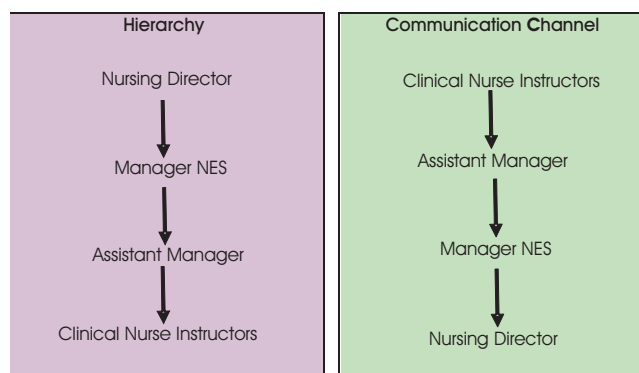 Hierarchy
Nursing Director
Manager NES
Assistant Manager
Clinical Nurse Instructors
Communication Channel
Clinical Nurse Instructors
Assistant Manager
Manager NES
Nursing Director